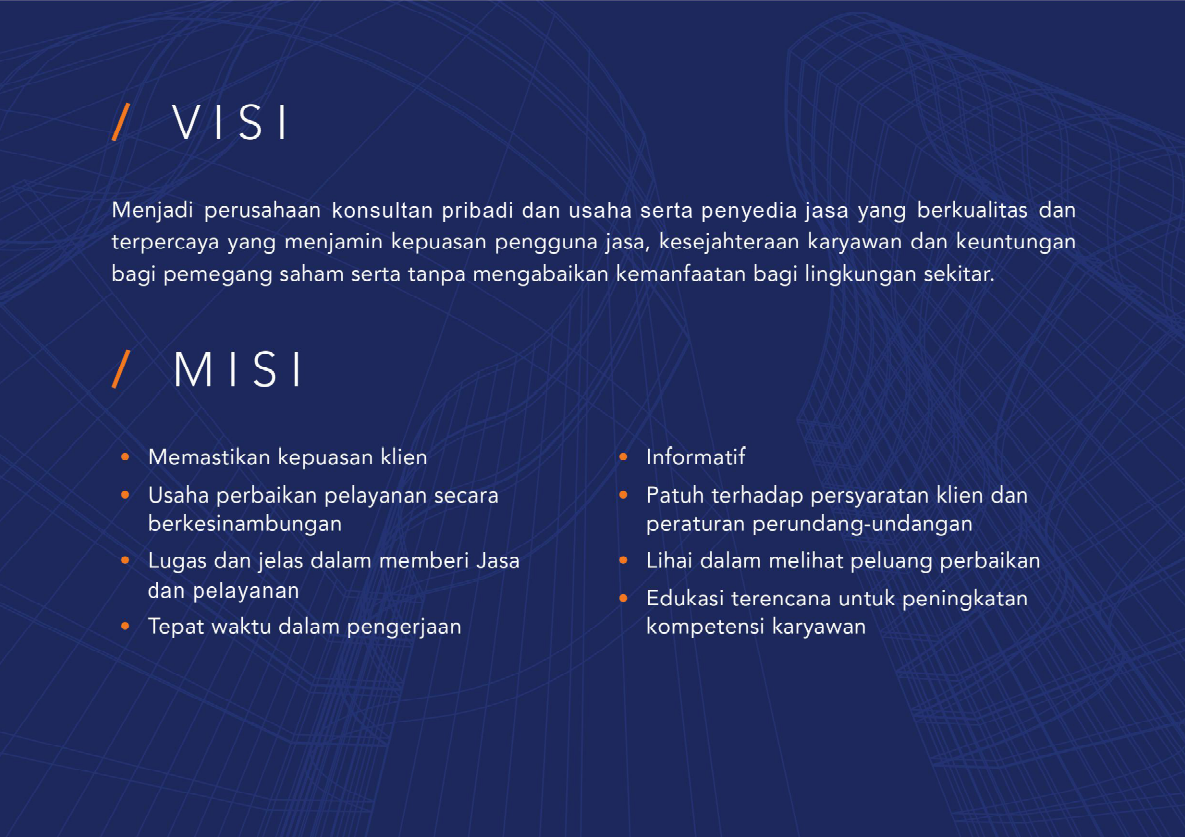 / VISI
Menjadi perusahaan konsultan pribadi dan usaha serta penyedia jasa yang berkualitas dan
terpercaya yang menjamin kepuasan pengguna jasa, kesejahteraan karyawan dan keuntungan
bagi pemegang saham serta tanpa mengabaikan kemanfaatan bagi lingkungan sekitar.
/ MISI
• Memastikan kepuasan klien
• Usaha perbaikan pelayanan secara
berkesinambungan
• Lugas dan jelas dalam memberi Jasa
dan pelayanan
• Tepat waktu dalam pengerjaan
• Informatif
• Patuh terhadap persyaratan klien dan
peraturan perundang-undangan
• Lihai dalam melihat peluang perbaikan
• Edukasi terencana untuk peningkatan
kompetensi karyawan